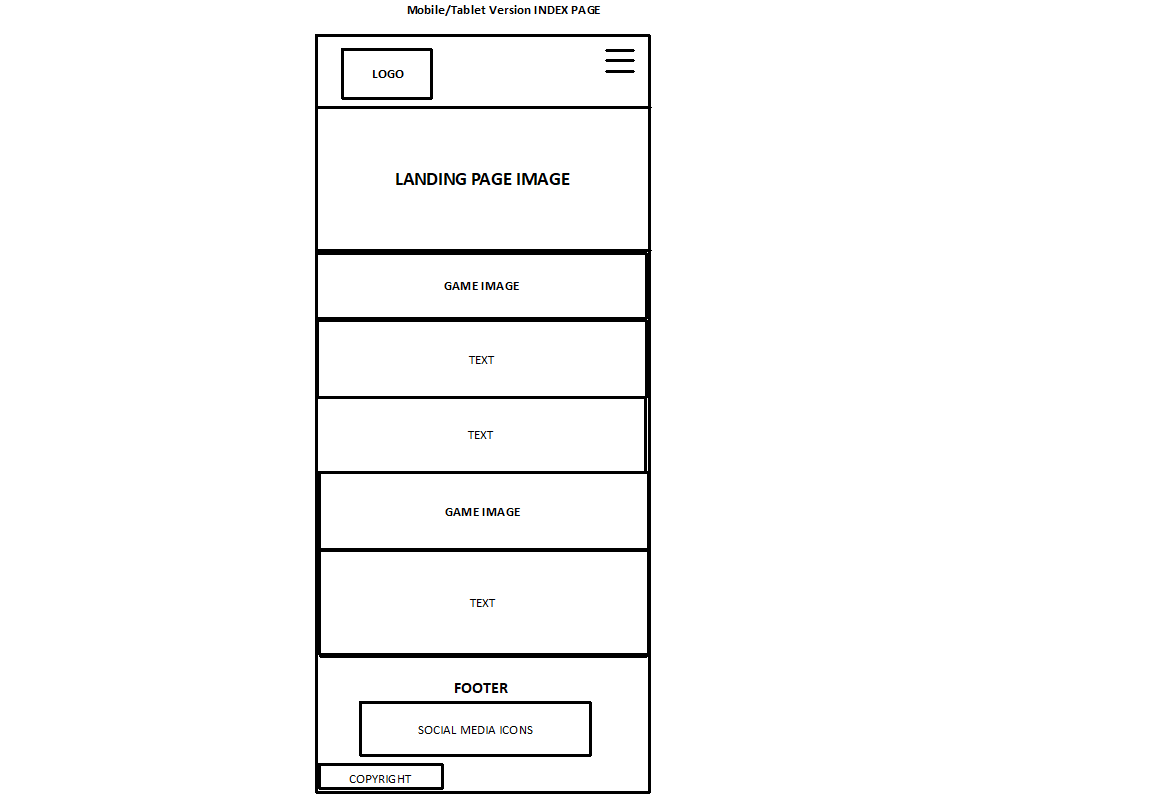 Mobile/Tablet Version INDEX PAGE
LOGO
LANDING PAGE IMAGE
GAME IMAGE
TEXT
TEXT
GAME IMAGE
TEXT
FOOTER
SOCIAL MEDIA ICONS
COPYRIGHT